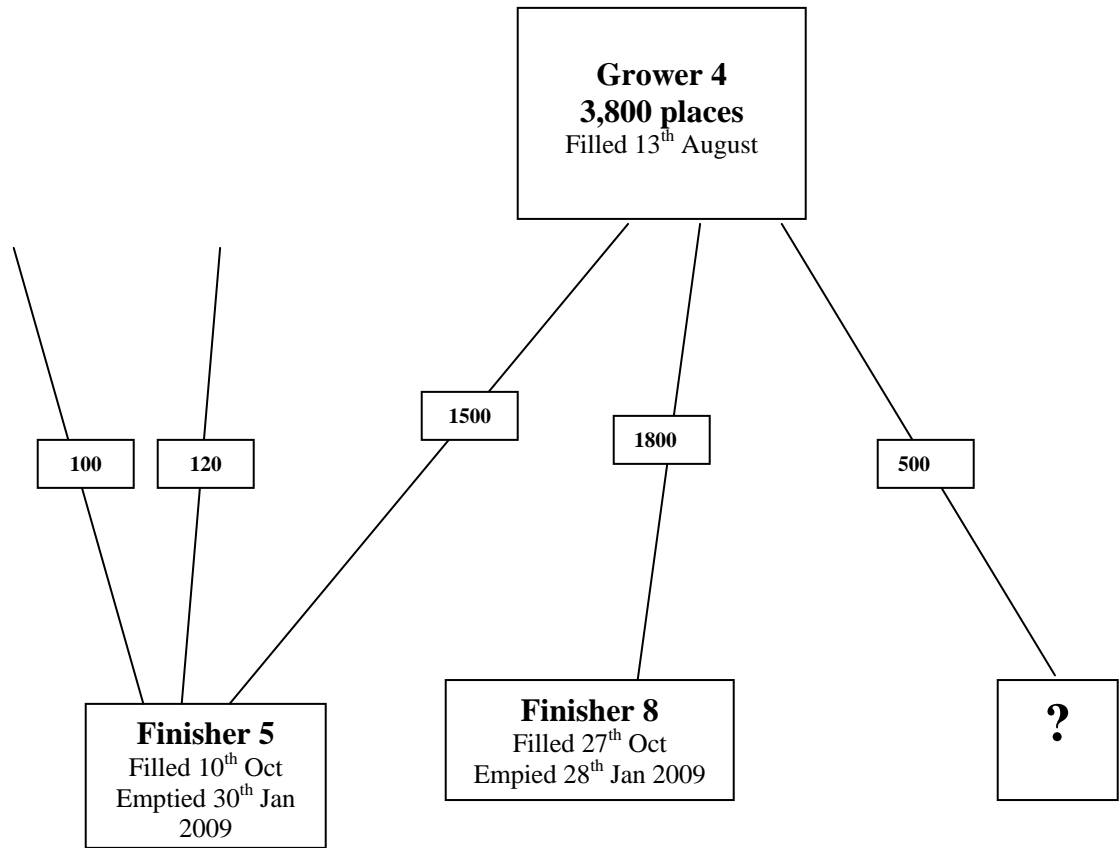 Grower 4
3,800 places
Filled 13th August
1500
1800
100
120
500
Finisher 5
Filled 10th Oct
Emptied 30th Jan
2009
Finisher 8
Filled 27th Oct
Empied 28th Jan 2009
?